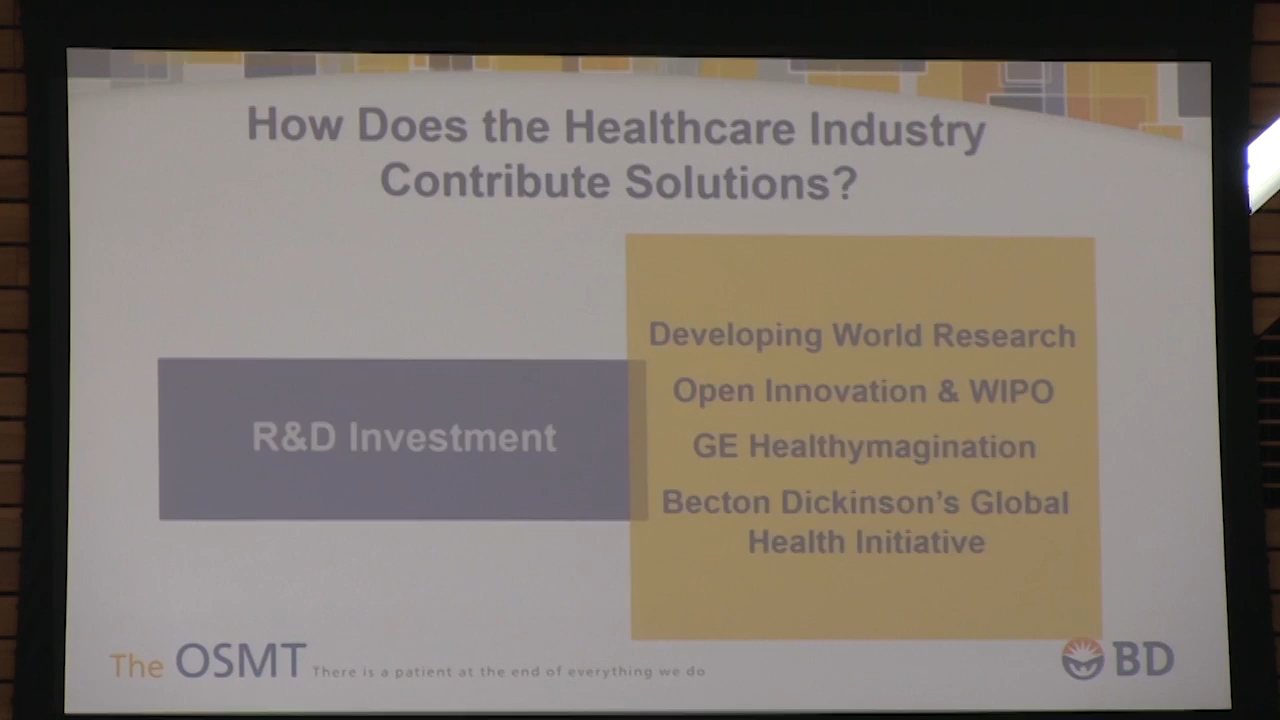 How Does the Healthcare Industry
Contribute Solutions?
R&D Investment
Developing World Research
Open Innovation & WIPO
GE Healthymagination
Becton Dickinson's Global
Health Initiative
The OSMT There is a patient at the end of everything we do
BD